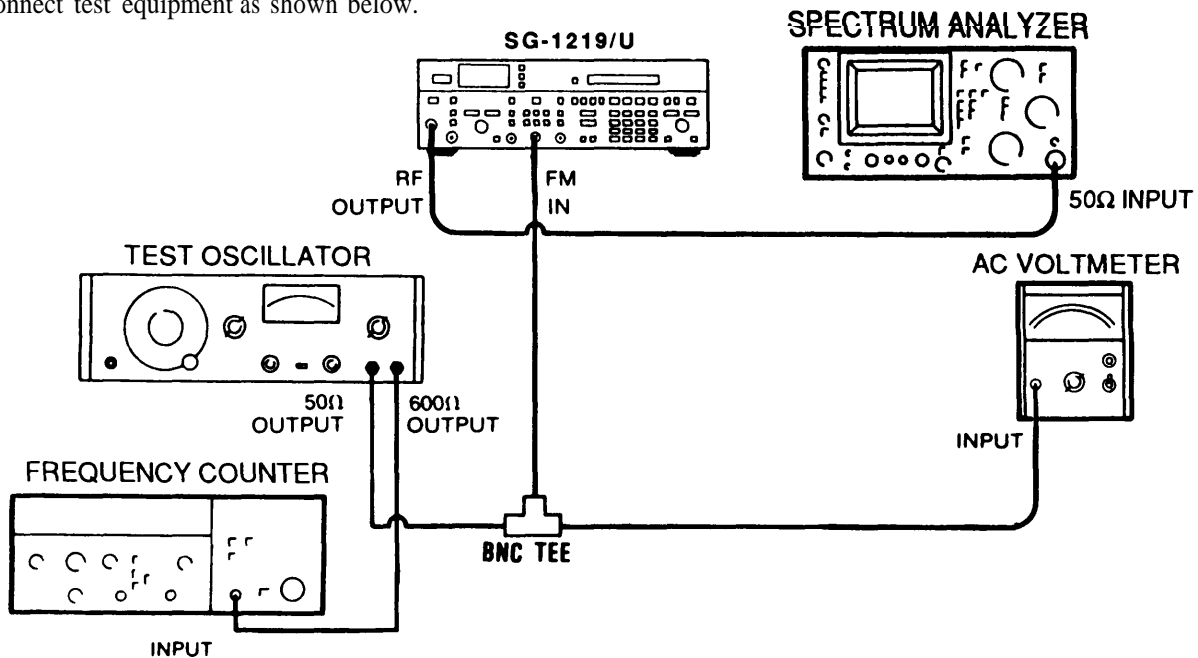 onnect test equipment as shown below.
SPECTRUM ANALYZER
SG-1219/U
RF
OUTPUT
FM
IN
50Ω INPUT
TEST OSCILLATOR
AC VOLTMETER
50Ω
OUTPUT
600Ω
OUTPUT
INPUT
FREQUENCY COUNTER
BNC TEE
INPUT